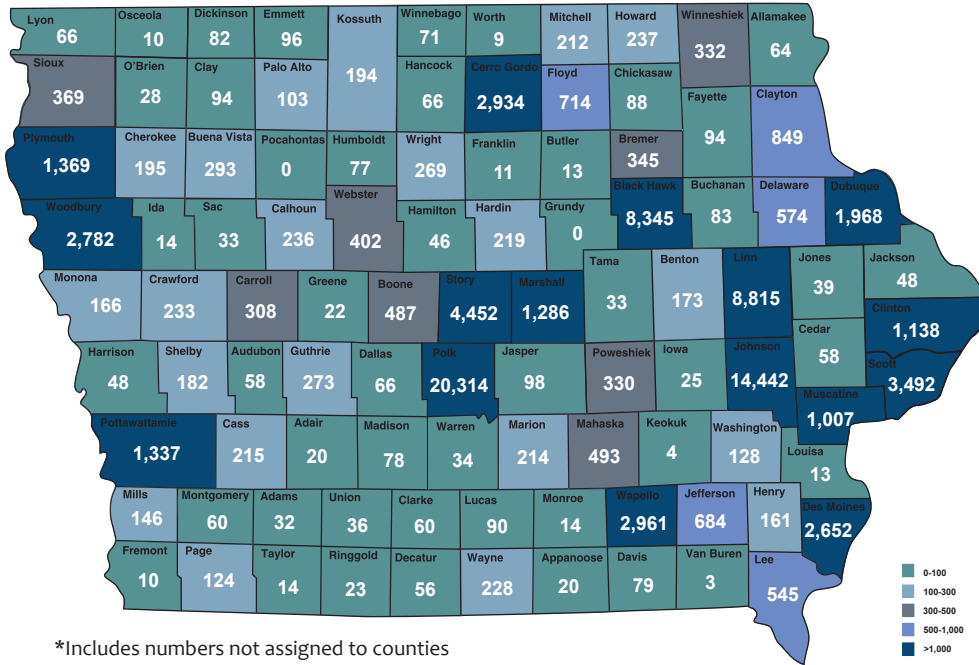 Lyon Osceola Dickinson Emmett Kossuth Winnebago Worth Mitchell Howard Winneshiek Allamakee
66 10 82 96 194 71 9 212 237 332 64
Sioux O'Brien Clay Palo Alto Hancock Cerro Gordo Floyd Chickasaw Fayette Clayton
369 28 94 103 66 2,934 714 88 94 849
Plymouth Cherokee Buena Vista Pocahontas Humboldt Wright Franklin Butler Bremer
1,369 195 293 0 77 269 11 13 345
Woodbury Ida Sac Calhoun Webster Hamilton Hardin Grundy Black Hawk Buchanan Delaware Dubuque
2,782 14 33 236 402 46 219 0 8,345 83 574 1,968
Monona Crawford Carroll Greene Boone Story Marshall Tama Benton Linn Jones Jackson
166 233 308 22 487 4,452 1,286 33 173 8,815 39 48
Clinton
1,138
Harrison Shelby Audubon Guthrie Dallas Polk Jasper Poweshiek Iowa Johnson Cedar Scott
48 182 58 273 66 20,314 98 330 25 14,442 58 3,492
Muscatine
1,007
Pottawattamie Cass Adair Madison Warren Marion Mahaska Keokuk Washington Louisa
1,337 215 20 78 34 214 493 4 128 13
Mills Montgomery Adams Union Clarke Lucas Monroe Wapello Jefferson Henry Des Moines
146 60 32 36 60 90 14 2,961 684 161 2,652
Fremont Page Taylor Ringgold Decatur Wayne Appanoose Davis Van Buren Lee
10 124 14 23 56 228 20 79 3 545
0-100
100-300
300-500
500-1,000
>1,000
*Includes numbers not assigned to counties